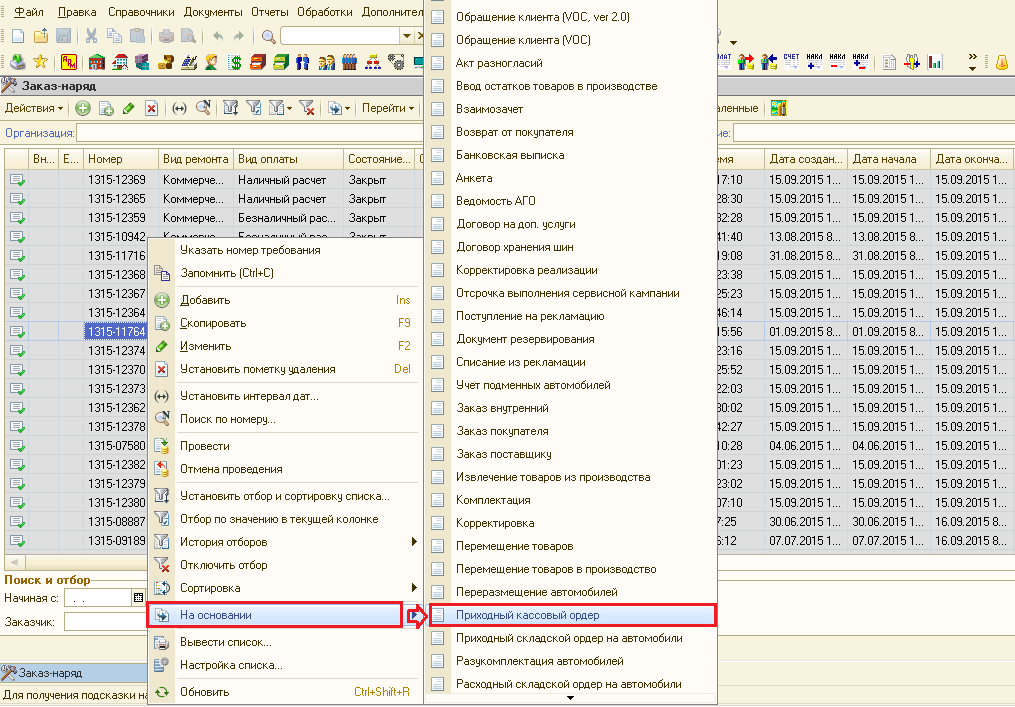 Файл Правка Справочники Документы Отчеты Обработки
Заказ-наряд
Действия Перейти
Организация:
Вн... Е... Номер Вид ремонта Вид оплаты Состояние... Дата создан... Дата начала Дата оконча...
1315-12369 Коммерче... Наличный расчет Закрыт 17:10 15.09.2015 1... 15.09.2015 1... 15.09.2015 1...
1315-12365 Коммерче... Наличный расчет Закрыт 28:30 15.09.2015 1... 15.09.2015 1... 15.09.2015 1...
1315-12359 Коммерче... Безналичный рас... Закрыт 32:28 15.09.2015 1... 15.09.2015 1... 15.09.2015 1...
1315-10942 41:40 13.08.2015 8... 13.08.2015 8... 15.09.2015 1...
1315-11716 19:08 31.08.2015 8... 31.08.2015 8... 15.09.2015 1...
1315-12368 23:38 15.09.2015 1... 15.09.2015 1... 15.09.2015 1...
1315-12367 25:23 15.09.2015 1... 15.09.2015 1... 15.09.2015 1...
1315-12364 46:14 15.09.2015 1... 15.09.2015 1... 15.09.2015 1...
1315-11764 15:56 01.09.2015 8... 01.09.2015 8... 15.09.2015 1...
1315-12374 23:16 15.09.2015 1... 15.09.2015 1... 15.09.2015 1...
1315-12370 25:52 15.09.2015 1... 15.09.2015 1... 15.09.2015 1...
1315-12373 22:03 15.09.2015 1... 15.09.2015 1... 15.09.2015 1...
1315-12362 30:02 15.09.2015 1... 15.09.2015 1... 15.09.2015 1...
1315-12378 42:27 15.09.2015 1... 15.09.2015 1... 15.09.2015 1...
1315-07580 10:28 04.06.2015 1... 04.06.2015 1... 15.09.2015 1...
1315-12382 01:23 15.09.2015 1... 15.09.2015 1... 15.09.2015 1...
1315-12379 23:02 15.09.2015 1... 15.09.2015 1... 15.09.2015 1...
1315-12380 07:10 15.09.2015 1... 15.09.2015 1... 15.09.2015 1...
1315-08887 7:25 30.06.2015 1... 30.06.2015 1... 16.09.2015 8...
1315-09189 6:12 07.07.2015 1... 07.07.2015 1... 16.09.2015 8...
Поиск и отбор
Начиная с: . .
Заказчик:
Заказ-наряд
Для получения подсказки
Указать номер требования
Запомнить (Ctrl+C)
Добавить Ins
Скопировать F9
Изменить F2
Установить пометку удаления Del
Установить интервал дат...
Поиск по номеру...
Провести
Отмена проведения
Установить отбор и сортировку списка...
Отбор по значению в текущей колонке
История отборов
Отключить отбор
Сортировка
На основании
Вывести список...
Настройка списка...
Обновить Ctrl+Shift+R
Обращение клиента (VOC, ver 2.0)
Обращение клиента (VOC)
Акт разногласий
Ввод остатков товаров в производстве
Взаимозачет
Возврат от покупателя
Банковская выписка
Анкета
Ведомость АГО
Договор на доп. услуги
Договор хранения шин
Корректировка реализации
Отсрочка выполнения сервисной кампании
Поступление на рекламацию
Документ резервирования
Списание из рекламации
Учет подменных автомобилей
Заказ внутренний
Заказ покупателя
Заказ поставщику
Извлечение товаров из производства
Комплектация
Корректировка
Перемещение товаров
Перемещение товаров в производство
Переразмещение автомобилей
Приходный кассовый ордер
Приходный складской ордер на автомобили
Разукомплектация автомобилей
Расходный складской ордер на автомобили